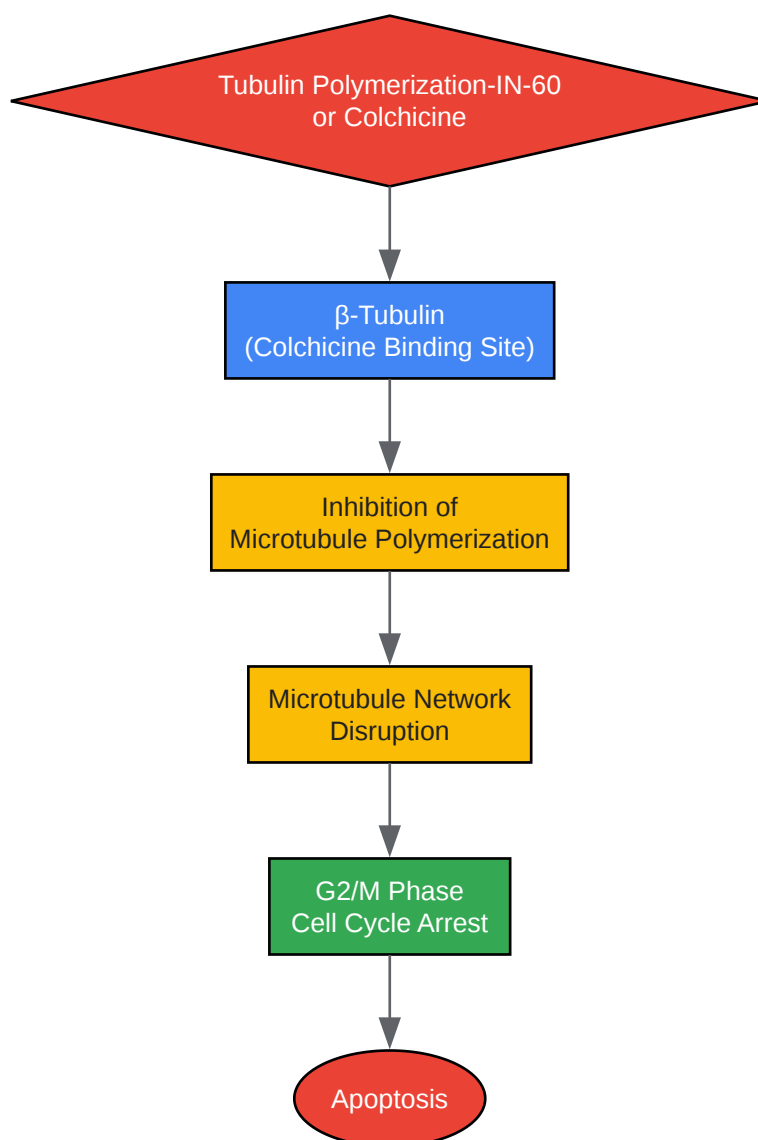 Tubulin Polymerization-IN-60
or Colchicine
β-Tubulin
(Colchicine Binding Site)
Inhibition of
Microtubule Polymerization
Microtubule Network
Disruption
G2/M Phase
Cell Cycle Arrest
Apoptosis